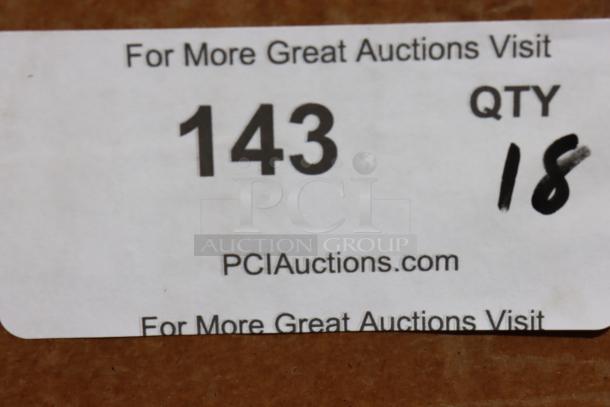 For More Great Auctions Visit
143
QTY
18
PCI
AUCTION GROUP
PCIAuctions.com
For More Great Auctions Visit